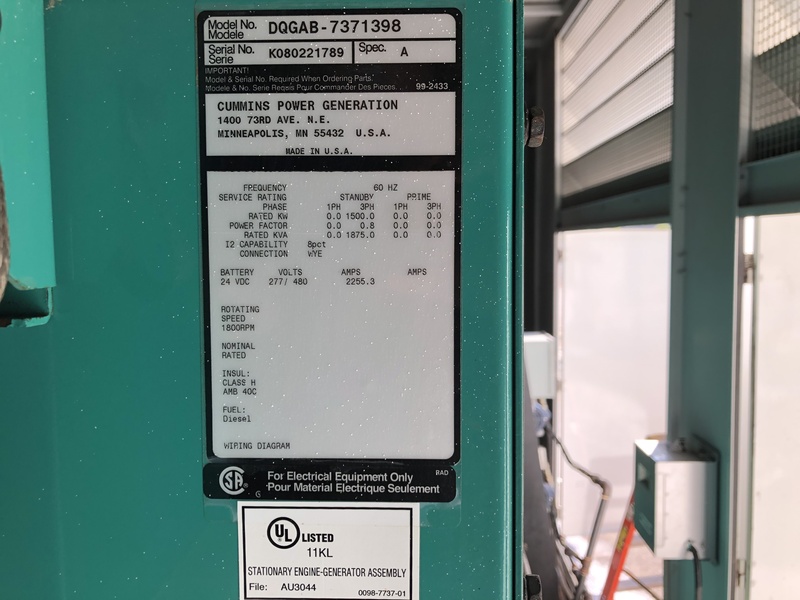 Model No. DQGAB-7371398
Modele
Serial No. K080221789 Spec. A
Serie
IMPORTANT!
Model & Serial No. Required When Ordering Parts.
Modele & No. Serie Requis Pour Commander Des Pieces. 99-2433
CUMMINS POWER GENERATION
1400 73RD AVE. N.E.
MINNEAPOLIS, MN 55432 U.S.A.
MADE IN U.S.A.
FREQUENCY 60 HZ
SERVICE RATING STANDBY PRIME
PHASE 1PH 3PH 1PH 3PH
RATED KW 0.0 1500.0 0.0 0.0
POWER FACTOR 0.0 0.8 0.0 0.0
RATED KVA 0.0 1875.0 0.0 0.0
I2 CAPABILITY 8pct
CONNECTION WYE
BATTERY VOLTS AMPS AMPS
24 VDC 277/ 480 2255.3
ROTATING
SPEED
1800RPM
NOMINAL
RATED
INSUL:
CLASS H
AMB 40C
FUEL:
Diesel
WIRING DIAGRAM
RAD
CSA For Electrical Equipment Only
G Pour Material Electrique Seulement
UL LISTED
11KL
STATIONARY ENGINE-GENERATOR ASSEMBLY
File: AU3044 0098-7737-01